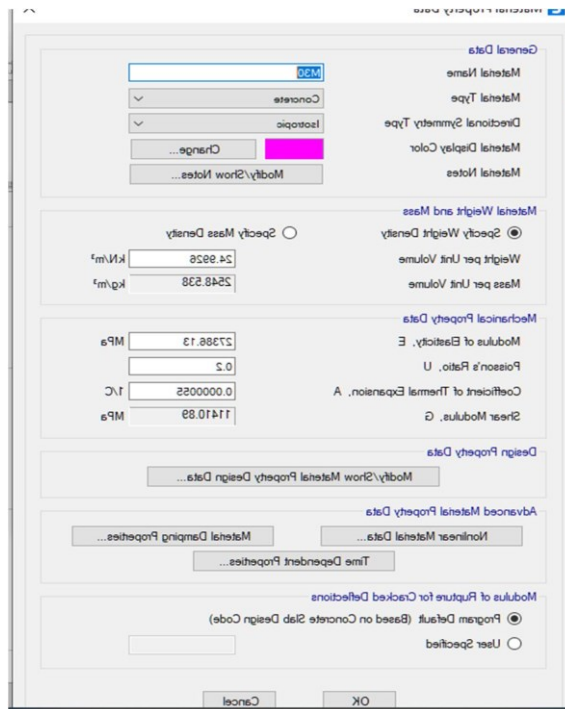 Material Property Data
General Data
Material Name M30
Material Type Concrete
Directional Symmetry Type Isotropic
Material Display Color Change...
Material Notes Modify/Show Notes...
Material Weight and Mass
Specify Weight Density Specify Mass Density
Weight per Unit Volume 24.9926 kN/m³
Mass per Unit Volume 2548.538 kg/m³
Mechanical Property Data
Modulus of Elasticity, E 27386.13 MPa
Poisson's Ratio, U 0.2
Coefficient of Thermal Expansion, A 0.0000055 1/C
Shear Modulus, G 11410.89 MPa
Design Property Data
Modify/Show Material Property Design Data...
Advanced Material Property Data
Nonlinear Material Data... Material Damping Properties...
Time Dependent Properties...
Modulus of Rupture for Cracked Deflections
Program Default (Based on Concrete Slab Design Code)
User Specified
OK Cancel